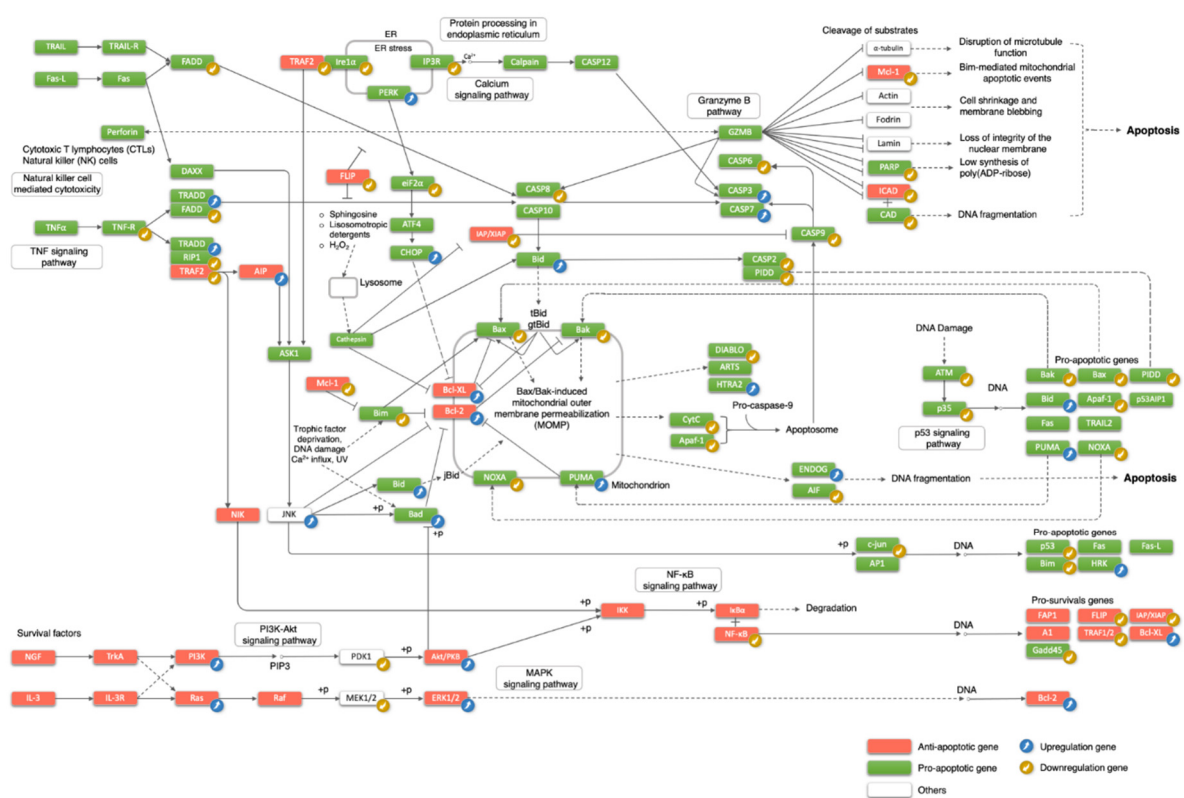 Protein processing in
endoplasmic reticulum
ER
ER stress
TRAIL
TRAIL-R
Fas-L
Fas
FADD
TRAF2
Ire1α
IP3R
Ca²⁺
Calpain
CASP12
PERK
Calcium
signaling pathway
Cleavage of substrates
α-tubulin
Disruption of microtubule
function
Mcl-1
Bim-mediated mitochondrial
apoptotic events
Actin
Cell shrinkage and
membrane blebbing
Fodrin
Lamin
Loss of integrity of the
nuclear membrane
PARP
Low synthesis of
poly(ADP-ribose)
ICAD
CAD
DNA fragmentation
Apoptosis
Granzyme B
pathway
GZMB
CASP6
CASP3
CASP7
CASP9
Perforin
Cytotoxic T lymphocytes (CTLs)
Natural killer (NK) cells
Natural killer cell
mediated cytotoxicity
DAXX
TRADD
FADD
TNFα
TNF-R
TNF signaling
pathway
TRADD
RIP1
TRAF2
AIP
FLIP
Sphingosine
Lisosomotropic
detergents
H₂O₂
Lysosome
Cathepsin
eIF2α
ATF4
CHOP
CASP8
CASP10
IAP/XIAP
Bid
CASP2
PIDD
tBid
gtBid
Bax
Bak
ASK1
Mcl-1
Bim
Bcl-XL
Bcl-2
Bax/Bak-induced
mitochondrial outer
membrane permeabilization
(MOMP)
Trophic factor
deprivation,
DNA damage
Ca²⁺ influx, UV
jBid
Bid
NOXA
PUMA
Mitochondrion
DIABLO
ARTS
HTRA2
CytC
Apaf-1
Pro-caspase-9
Apoptosome
ENDOG
AIF
DNA fragmentation
Apoptosis
DNA Damage
ATM
p35
DNA
p53 signaling
pathway
Pro-apoptotic genes
Bak
Bax
PIDD
Bid
Apaf-1
p53AIP1
Fas
TRAIL2
PUMA
NOXA
NIK
JNK
+p
Bad
+p
+p
c-jun
AP1
DNA
Pro-apoptotic genes
p53
Fas
Fas-L
Bim
HRK
NF-κB
signaling pathway
+p
IKK
+p
+p
IκBα
NF-κB
Degradation
DNA
Pro-survivals genes
FAP1
FLIP
IAP/XIAP
A1
TRAF1/2
Bcl-XL
Gadd45
Survival factors
PI3K-Akt
signaling pathway
NGF
TrkA
PI3K
PIP3
PDK1
+p
Akt/PKB
MAPK
signaling pathway
IL-3
IL-3R
Ras
Raf
+p
MEK1/2
+p
ERK1/2
DNA
Bcl-2
Anti-apoptotic gene
Upregulation gene
Pro-apoptotic gene
Downregulation gene
Others